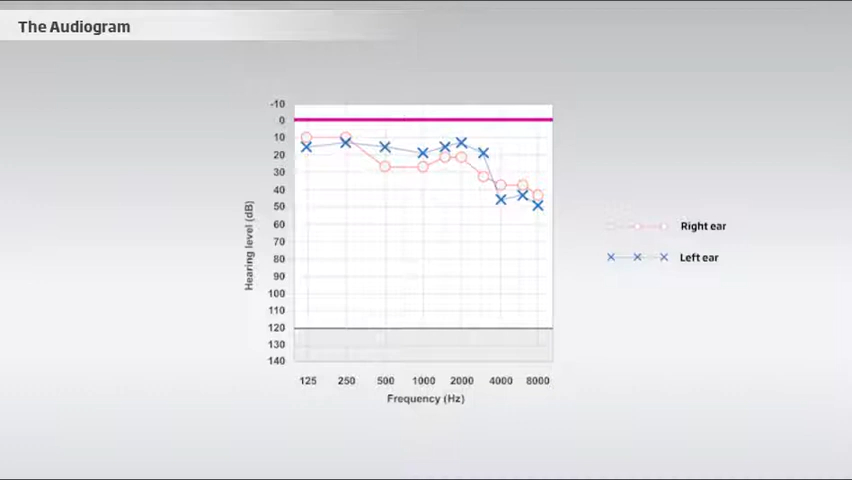 The Audiogram
-10
0
10
20
30
40
50
60
70
80
90
100
110
120
130
140
Hearing level (dB)
125 250 500 1000 2000 4000 8000
Frequency (Hz)
Right ear
Left ear